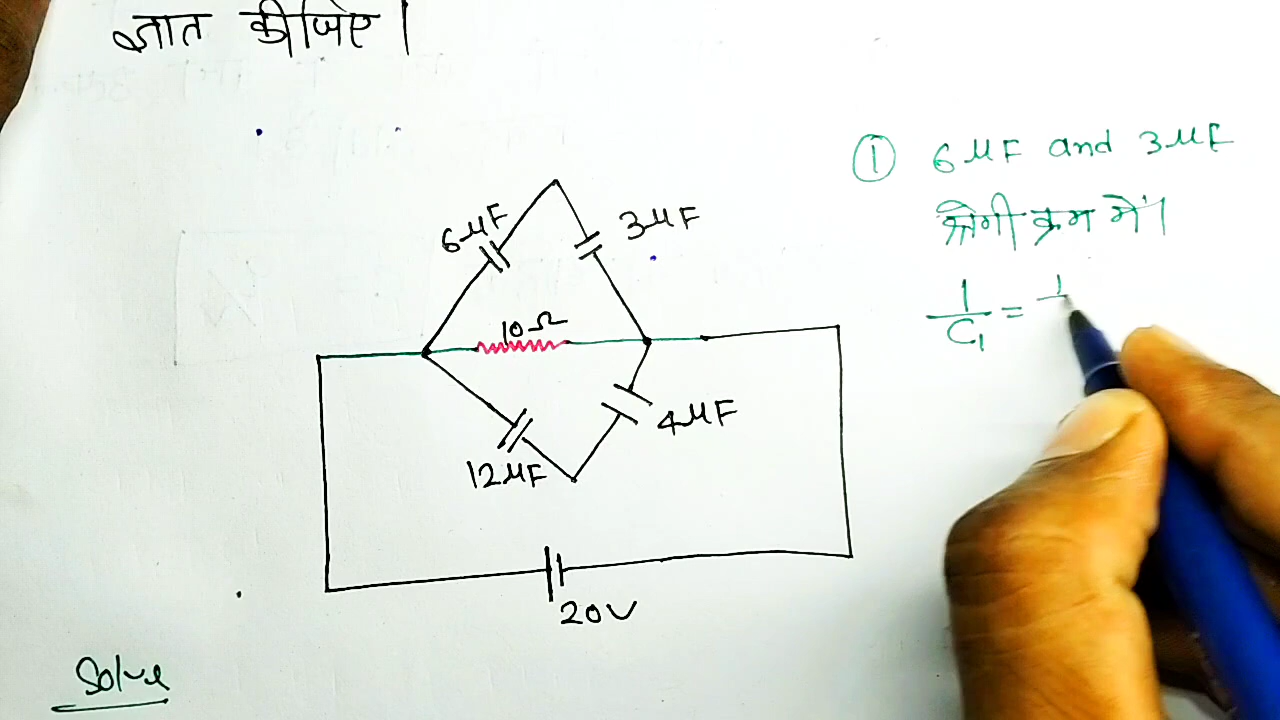 ज्ञात कीजिए।
① 6μF and 3μF
श्रेणी क्रम में।
1/C₁ = 1
6μF
3μF
10Ω
4μF
12μF
20V
Solve